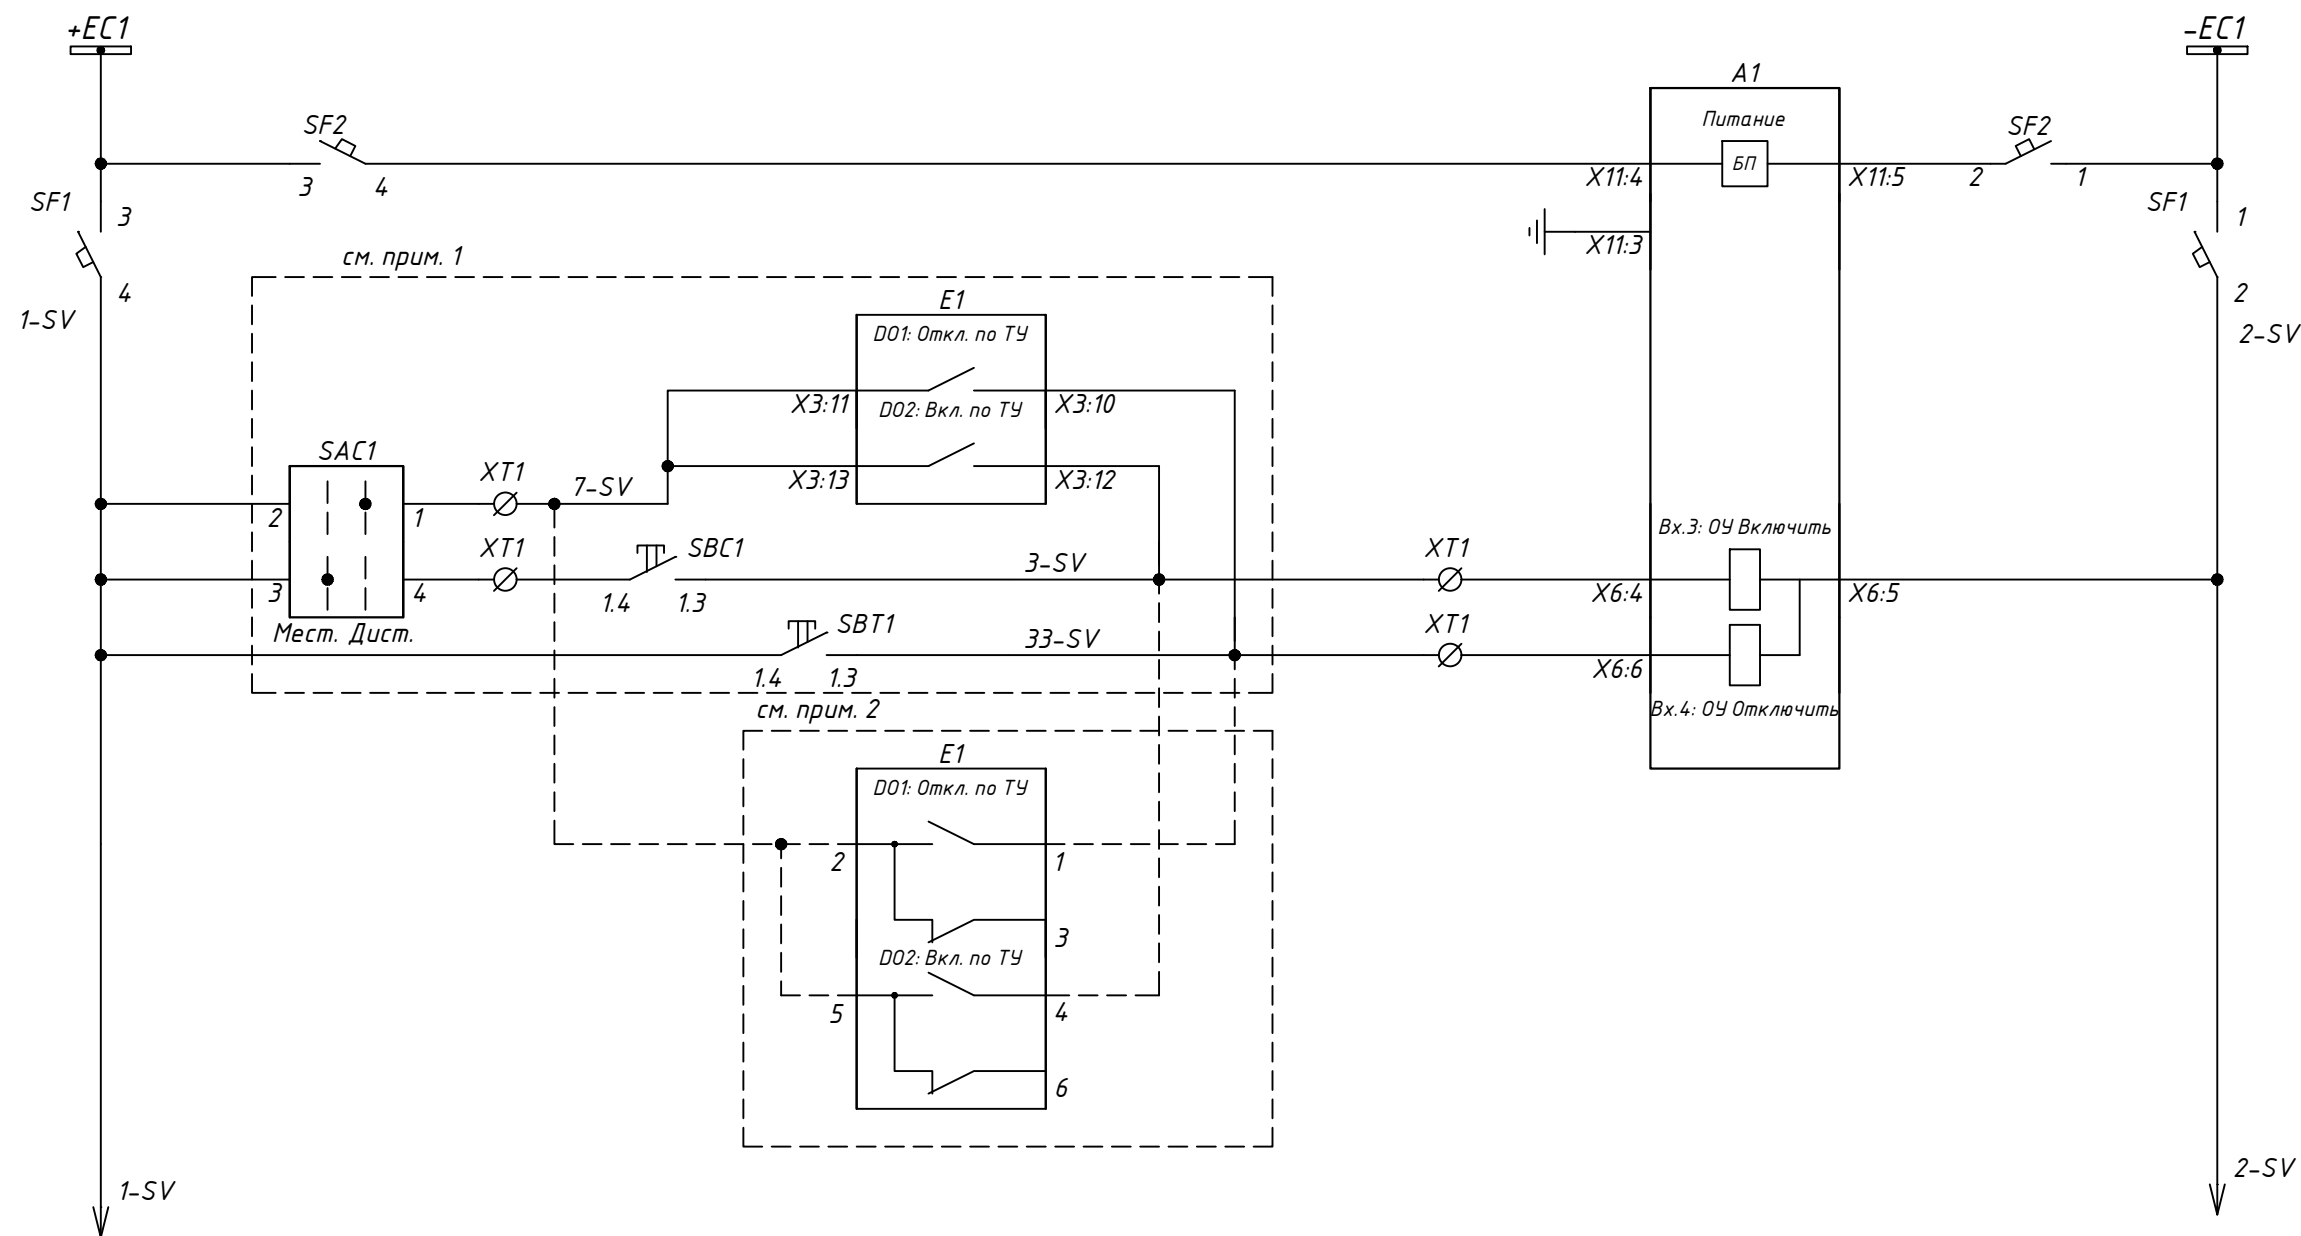 +EC1
-EC1
A1
SF2
3
4
Питание
БП
X11:4
X11:5
SF2
2
1
SF1
3
4
1-SV
X11:3
SF1
1
2
2-SV
см. прим. 1
E1
DO1: Откл. по ТУ
X3:11
X3:10
DO2: Вкл. по ТУ
X3:13
X3:12
SAC1
2
1
3
4
Мест. Дист.
XT1
7-SV
XT1
SBC1
1.4
1.3
3-SV
XT1
Вх.3: ОУ Включить
X6:4
X6:5
SBT1
1.4
1.3
33-SV
XT1
X6:6
Вх.4: ОУ Отключить
см. прим. 2
E1
DO1: Откл. по ТУ
2
1
3
DO2: Вкл. по ТУ
5
4
6
1-SV
2-SV